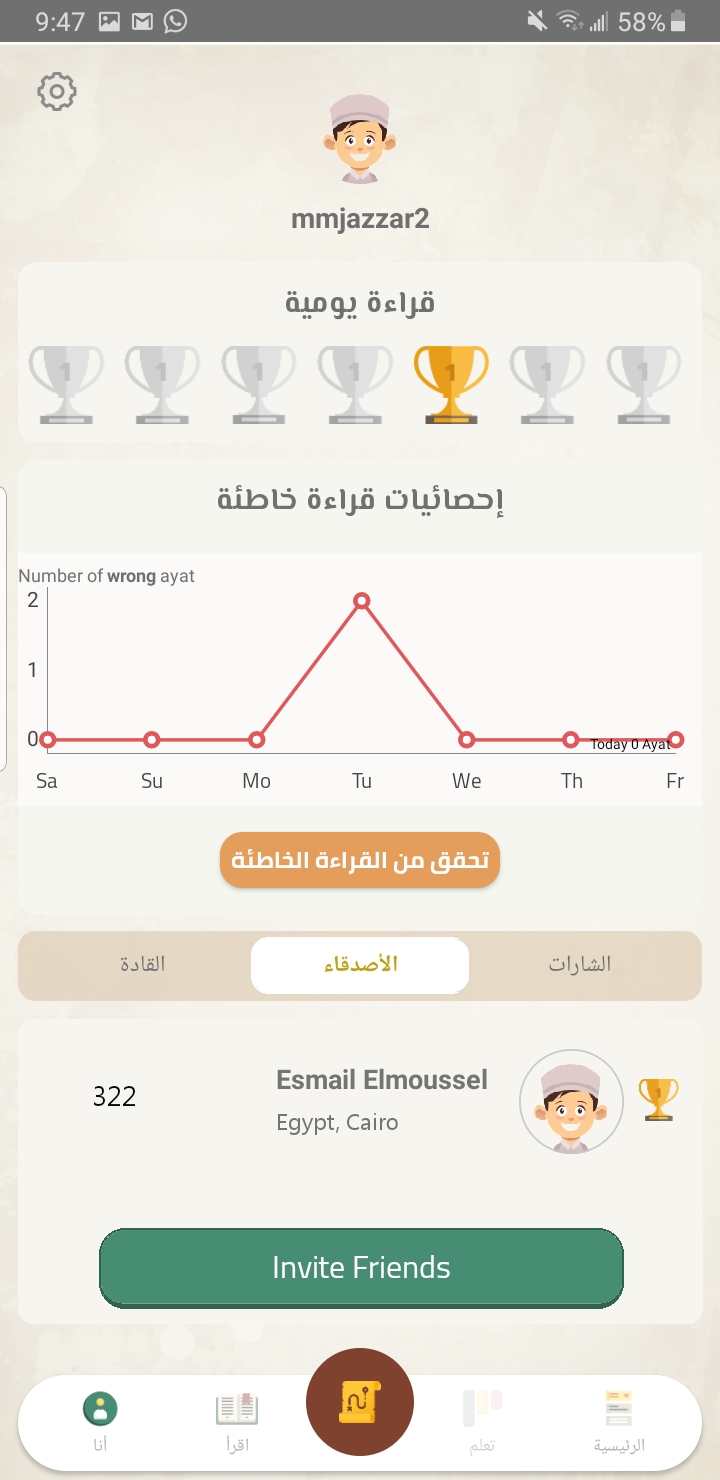 9:47
58%
mmjazzar2
قراءة يومية
1 1 1 1 1 1 1
إحصائيات قراءة خاطئة
Number of wrong ayat
2
1
0
Today 0 Ayat
Sa Su Mo Tu We Th Fr
تحقق من القراءة الخاطئة
الشارات الأصدقاء القادة
1
Esmail Elmoussel
322
Egypt, Cairo
Invite Friends
الرئيسية تعلم اقرأ أنا